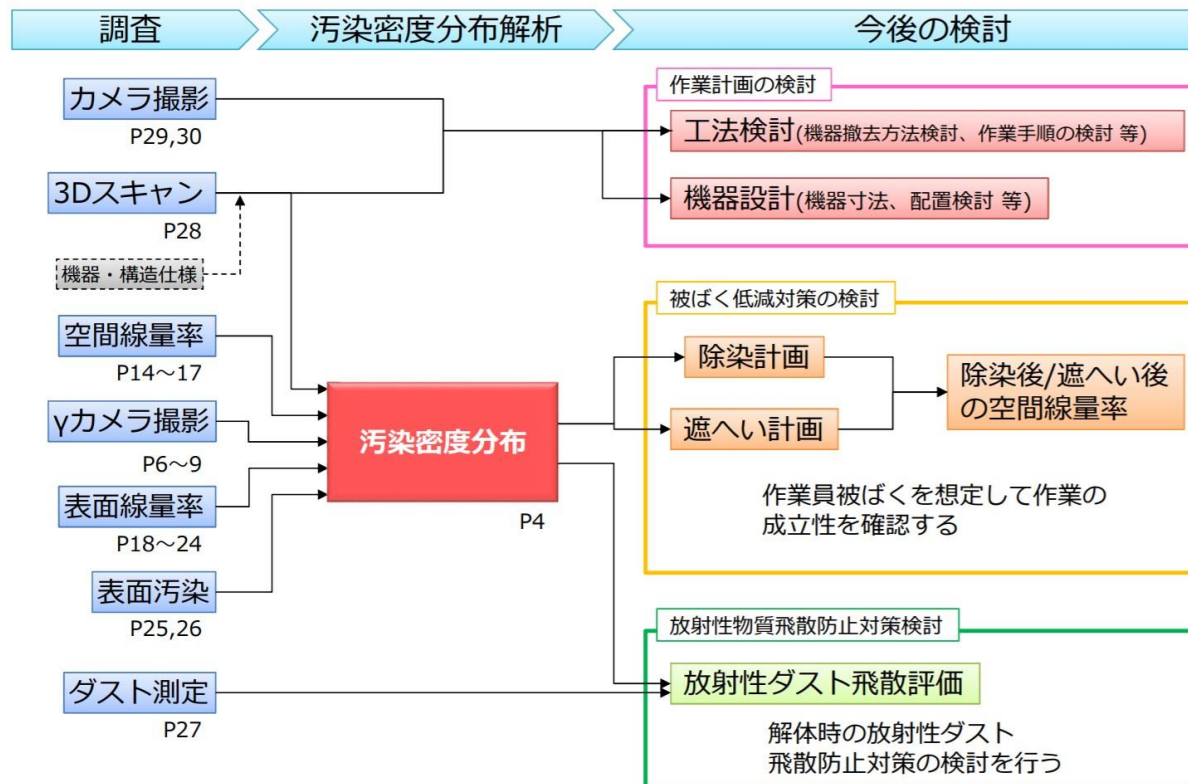 調査
汚染密度分布解析
今後の検討
カメラ撮影
P29,30
3Dスキャン
P28
機器・構造仕様
空間線量率
P14～17
γカメラ撮影
P6～9
表面線量率
P18～24
表面汚染
P25,26
ダスト測定
P27
汚染密度分布
P4
作業計画の検討
工法検討(機器撤去方法検討、作業手順の検討 等)
機器設計(機器寸法、配置検討 等)
被ばく低減対策の検討
除染計画
遮へい計画
除染後/遮へい後
の空間線量率
作業員被ばくを想定して作業の
成立性を確認する
放射性物質飛散防止対策検討
放射性ダスト飛散評価
解体時の放射性ダスト
飛散防止対策の検討を行う